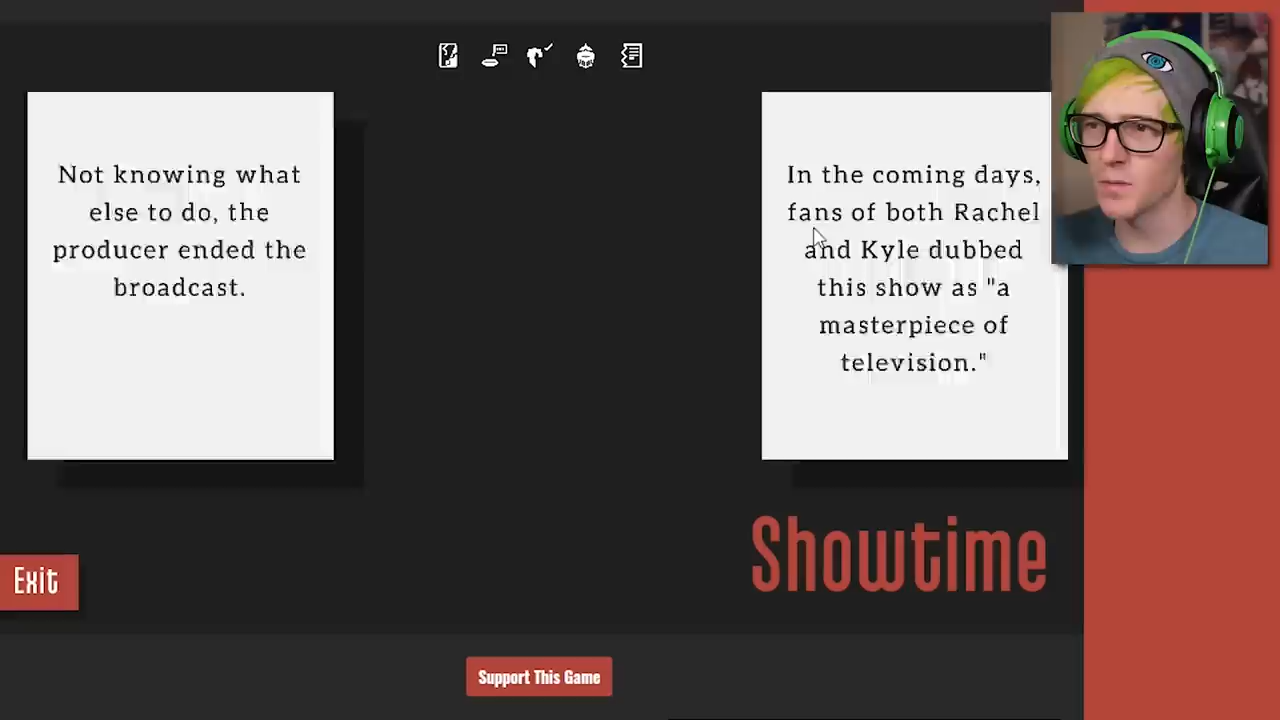 Not knowing what
else to do, the
producer ended the
broadcast.
In the coming days,
fans of both Rachel
and Kyle dubbed
this show as "a
masterpiece of
television."
Showtime
Exit
Support This Game